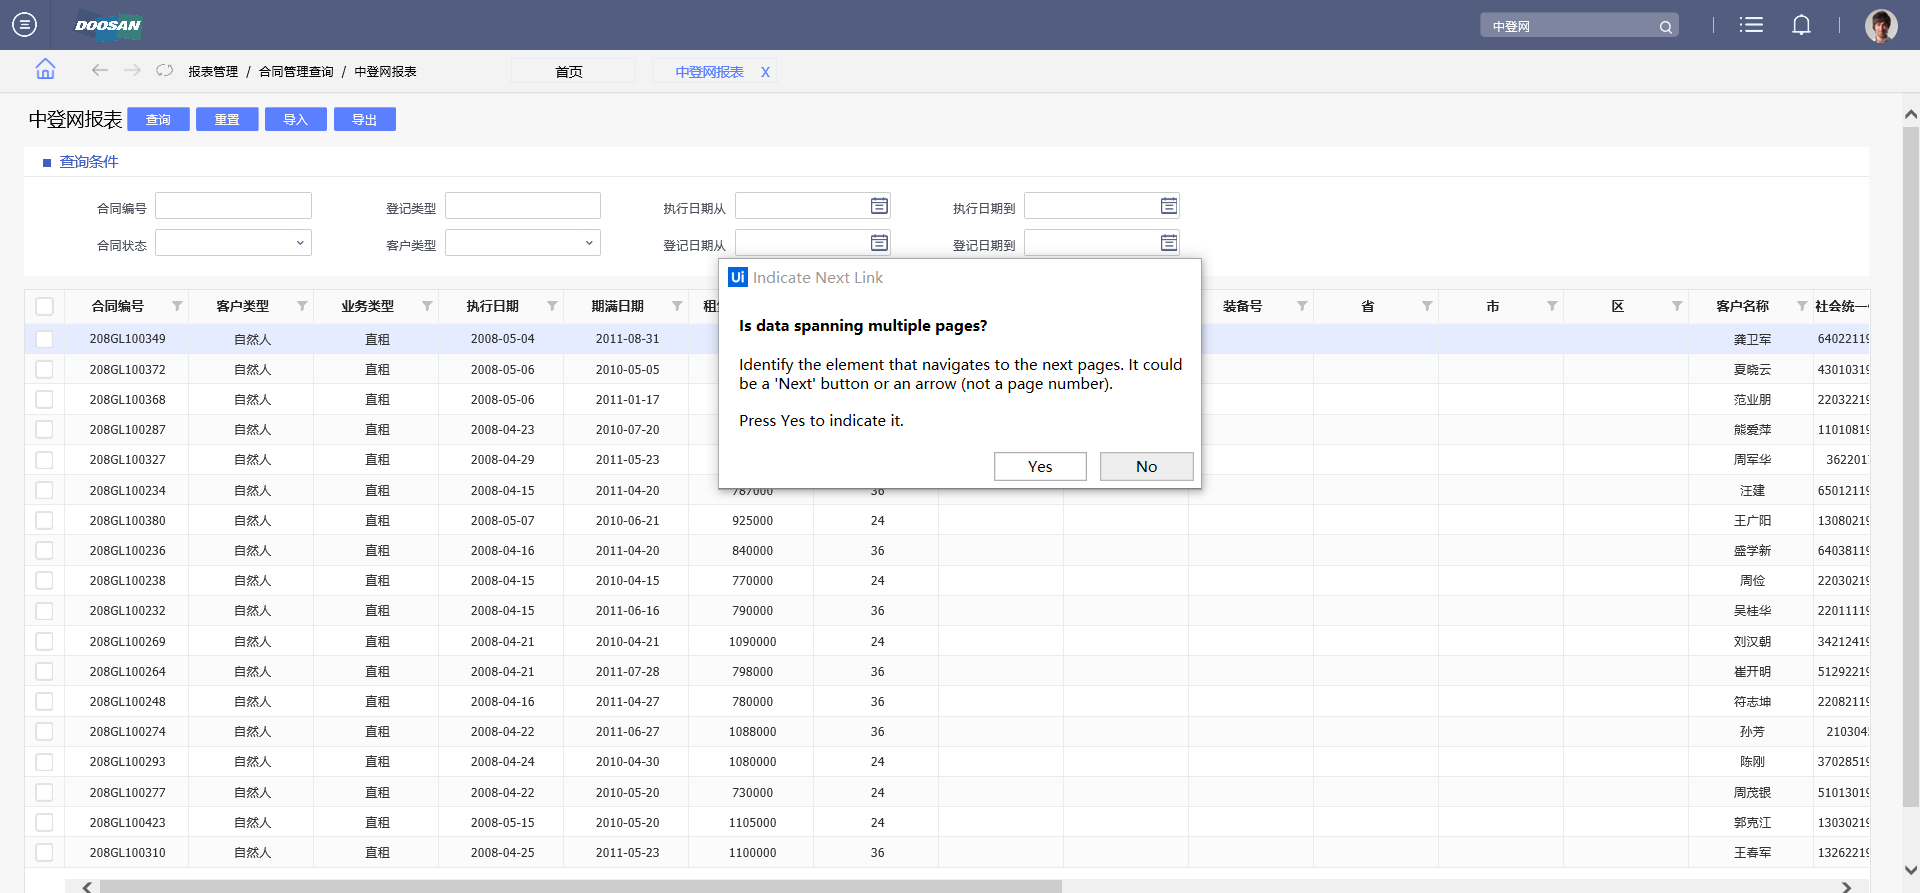 DOOSAN
中登网
报表管理 / 合同管理查询 / 中登网报表
首页
中登网报表 X
中登网报表 查询 重置 导入 导出
查询条件
合同编号 登记类型 执行日期从 执行日期到
合同状态 客户类型 登记日期从 登记日期到
Ui Indicate Next Link
Is data spanning multiple pages?
Identify the element that navigates to the next pages. It could
be a 'Next' button or an arrow (not a page number).
Press Yes to indicate it.
Yes No
合同编号 客户类型 业务类型 执行日期 期满日期 装备号 省 市 区 客户名称 社会统一
208GL100349 自然人 直租 2008-05-04 2011-08-31 龚卫军 64022119
208GL100372 自然人 直租 2008-05-06 2010-05-05 夏晓云 43010319
208GL100368 自然人 直租 2008-05-06 2011-01-17 范业朋 22032219
208GL100287 自然人 直租 2008-04-23 2010-07-20 熊爱萍 11010819
208GL100327 自然人 直租 2008-04-29 2011-05-23 周军华 362201
208GL100234 自然人 直租 2008-04-15 2011-04-20 787000 36 汪建 65012119
208GL100380 自然人 直租 2008-05-07 2010-06-21 925000 24 王广阳 13080219
208GL100236 自然人 直租 2008-04-16 2011-04-20 840000 36 盛学新 64038119
208GL100238 自然人 直租 2008-04-15 2010-04-15 770000 24 周俭 22030219
208GL100232 自然人 直租 2008-04-15 2011-06-16 790000 36 吴桂华 22011119
208GL100269 自然人 直租 2008-04-21 2010-04-21 1090000 24 刘汉朝 34212419
208GL100264 自然人 直租 2008-04-21 2011-07-28 798000 36 崔开明 51292219
208GL100248 自然人 直租 2008-04-16 2011-04-27 780000 36 符志坤 22082119
208GL100274 自然人 直租 2008-04-22 2011-06-27 1088000 36 孙芳 210304
208GL100293 自然人 直租 2008-04-24 2010-04-30 1080000 24 陈刚 37028519
208GL100277 自然人 直租 2008-04-22 2010-05-20 730000 24 周茂银 51013019
208GL100423 自然人 直租 2008-05-15 2010-05-20 1105000 24 郭克江 13030219
208GL100310 自然人 直租 2008-04-25 2011-05-23 1100000 36 王春军 13262219